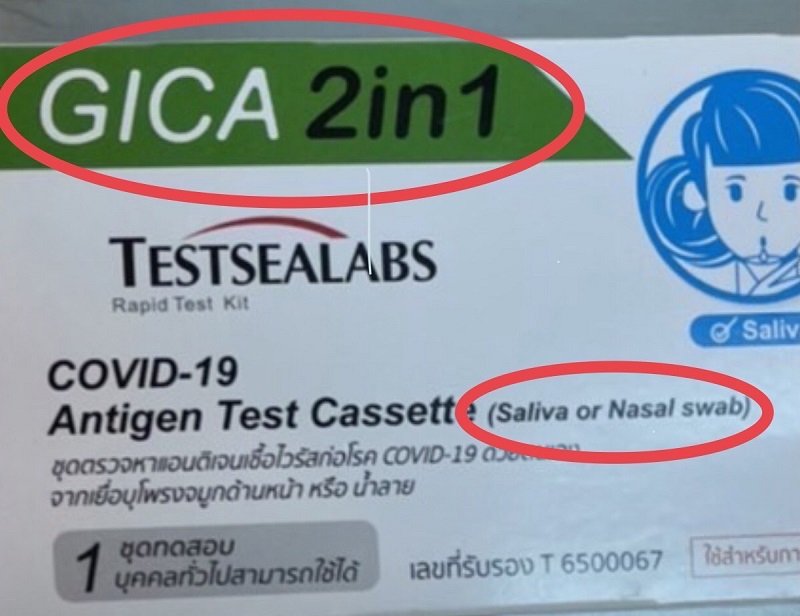 GICA 2in1
TESTSEALABS
Rapid Test Kit
Saliv
COVID-19
Antigen Test Cassette (Saliva or Nasal swab)
ชุดตรวจหาแอนติเจนเชื้อไวรัสก่อโรค COVID-19
จากเยื่อบุโพรงจมูกด้านหน้า หรือ น้ำลาย
1 ชุดทดสอบ
บุคคลทั่วไปสามารถใช้ได้
เลขที่รับรอง T 6500067
ใช้สำหรับกา